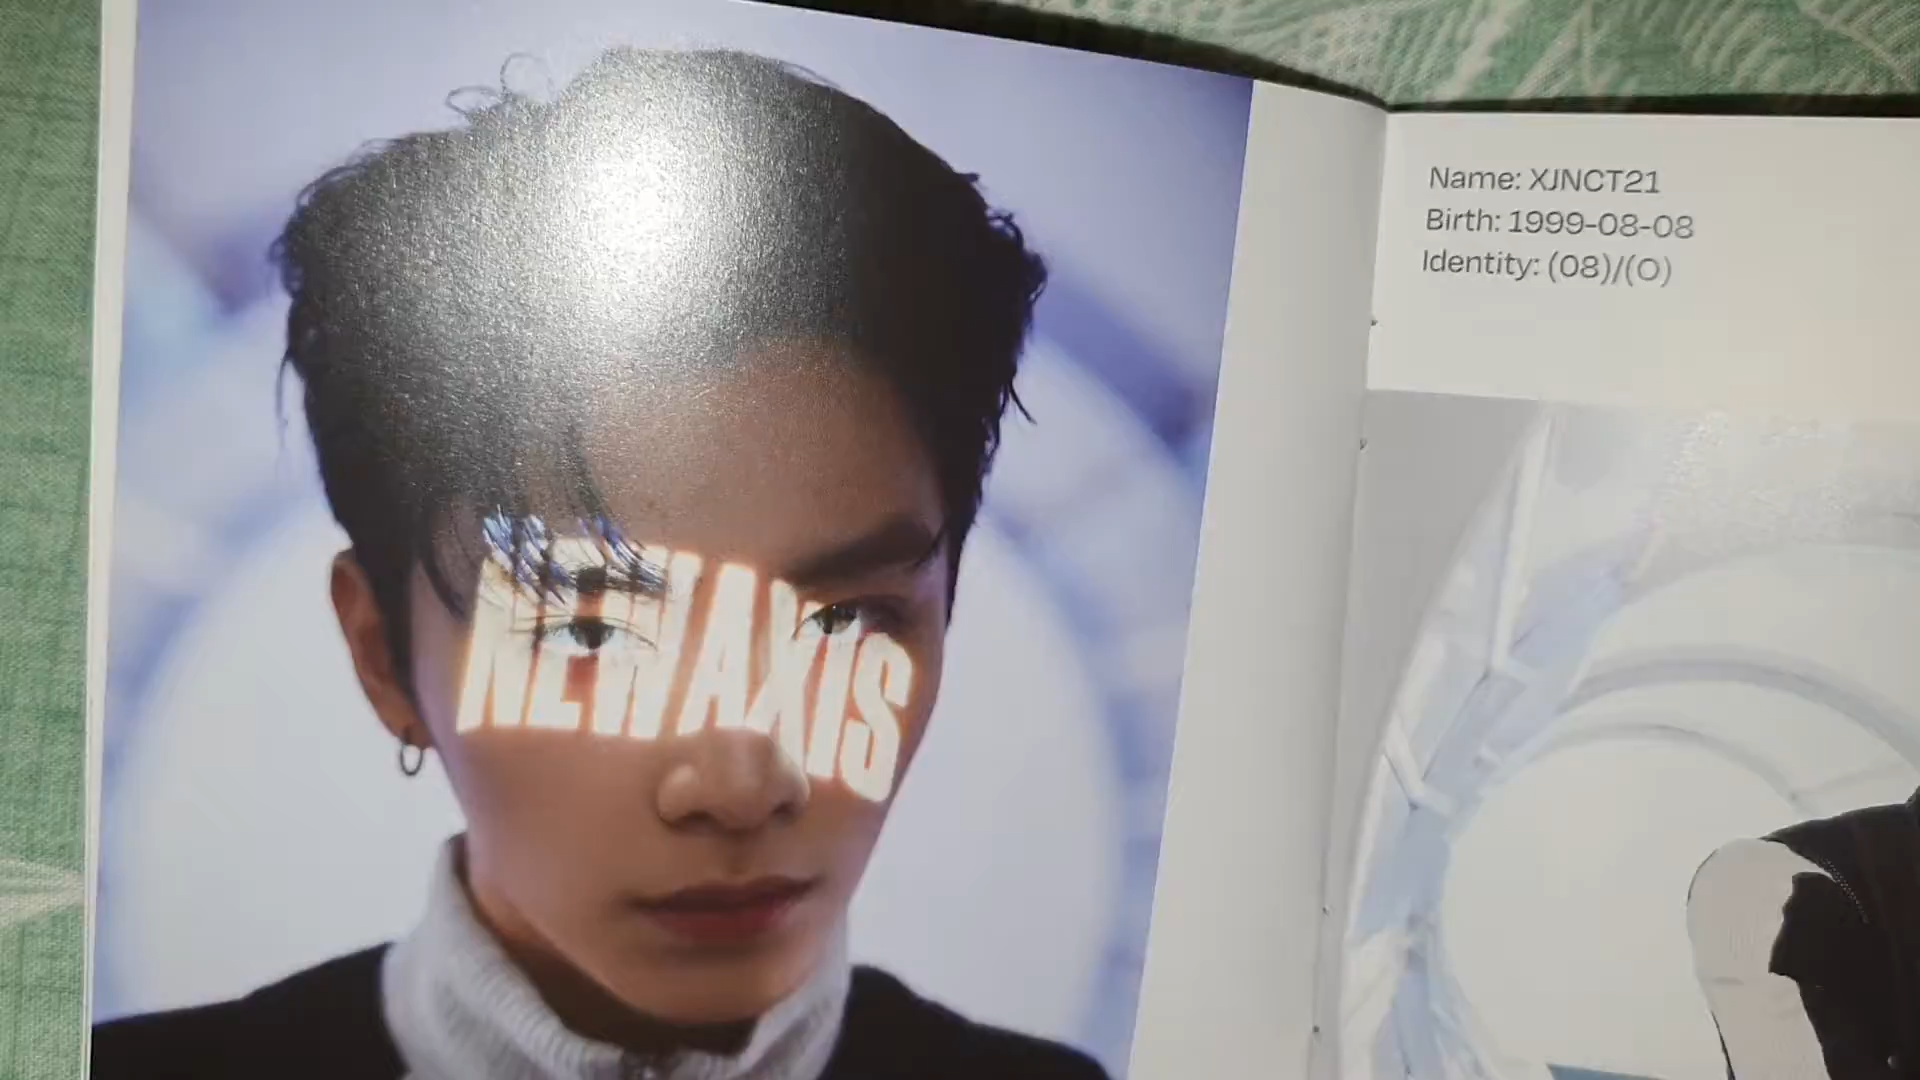 NEWAXIS
Name: XJNCT21
Birth: 1999-08-08
Identity: (08)/(O)